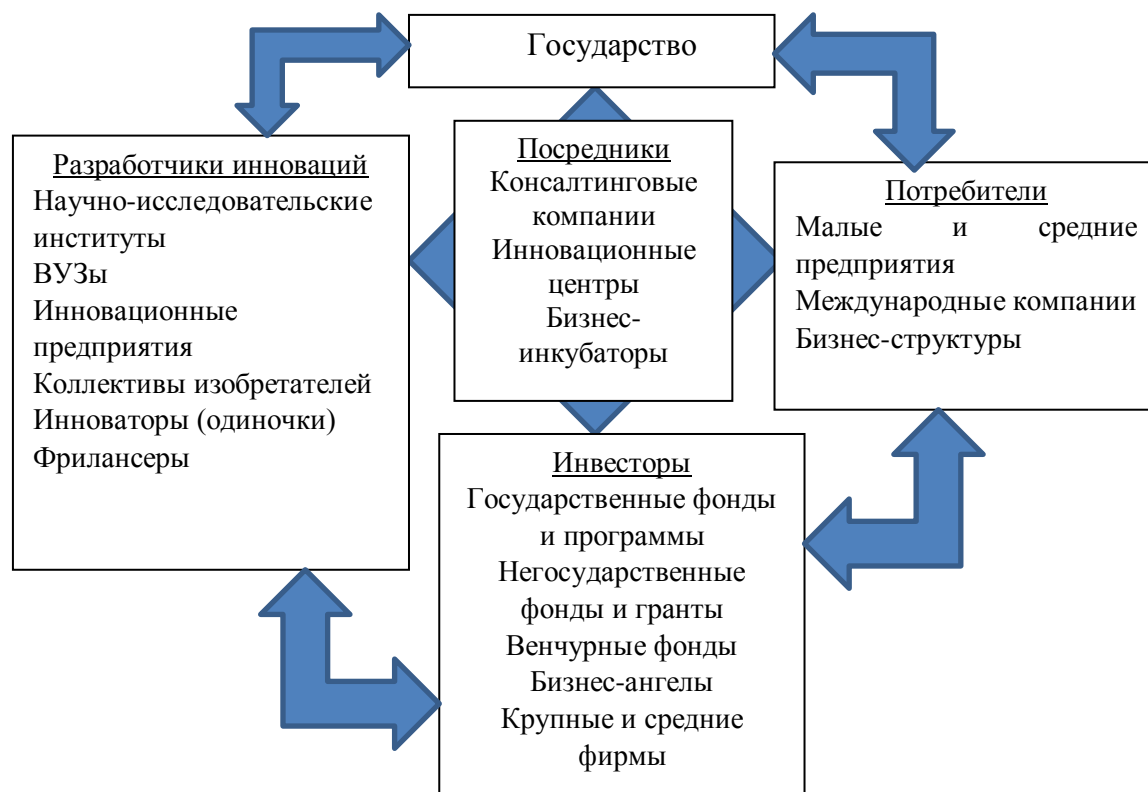 Государство
Разработчики инноваций
Научно-исследовательские
институты
ВУЗы
Инновационные
предприятия
Коллективы изобретателей
Инноваторы (одиночки)
Фрилансеры
Посредники
Консалтинговые
компании
Инновационные
центры
Бизнес-
инкубаторы
Потребители
Малые и средние
предприятия
Международные компании
Бизнес-структуры
Инвесторы
Государственные фонды
и программы
Негосударственные
фонды и гранты
Венчурные фонды
Бизнес-ангелы
Крупные и средние
фирмы